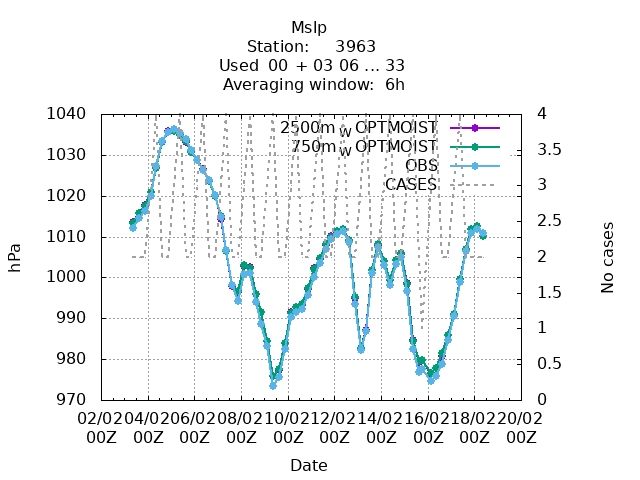 Mslp
Station: 3963
Used 00 + 03 06 ... 33
Averaging window: 6h
1040
1030
1020
1010
1000
990
980
970
hPa
4
3.5
3
2.5
2
1.5
1
0.5
0
No cases
2500m_W OPTMOIST
750m_W OPTMOIST
OBS
CASES
02/02 04/02 06/02 08/02 10/02 12/02 14/02 16/02 18/02 20/02
00Z 00Z 00Z 00Z 00Z 00Z 00Z 00Z 00Z 00Z
Date